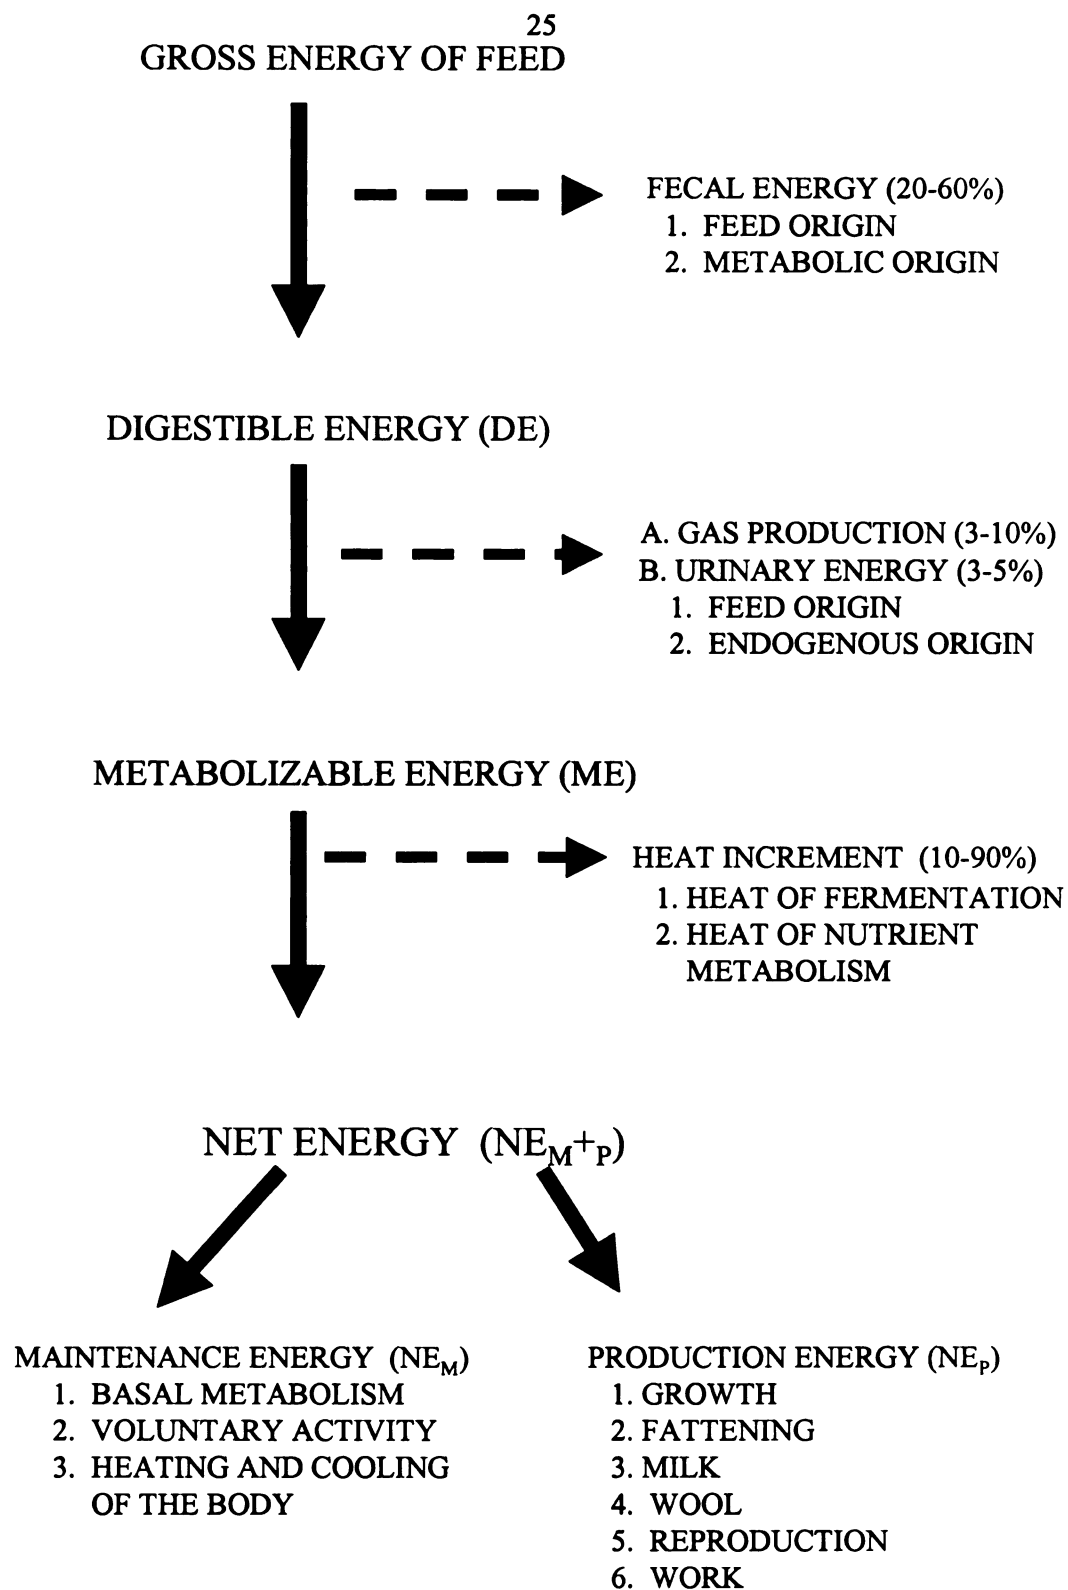 25
GROSS ENERGY OF FEED
FECAL ENERGY (20-60%)
1. FEED ORIGIN
2. METABOLIC ORIGIN
DIGESTIBLE ENERGY (DE)
A. GAS PRODUCTION (3-10%)
B. URINARY ENERGY (3-5%)
1. FEED ORIGIN
2. ENDOGENOUS ORIGIN
METABOLIZABLE ENERGY (ME)
HEAT INCREMENT (10-90%)
1. HEAT OF FERMENTATION
2. HEAT OF NUTRIENT
METABOLISM
NET ENERGY (NEM+P)
MAINTENANCE ENERGY (NEM)
1. BASAL METABOLISM
2. VOLUNTARY ACTIVITY
3. HEATING AND COOLING
OF THE BODY
PRODUCTION ENERGY (NEP)
1. GROWTH
2. FATTENING
3. MILK
4. WOOL
5. REPRODUCTION
6. WORK